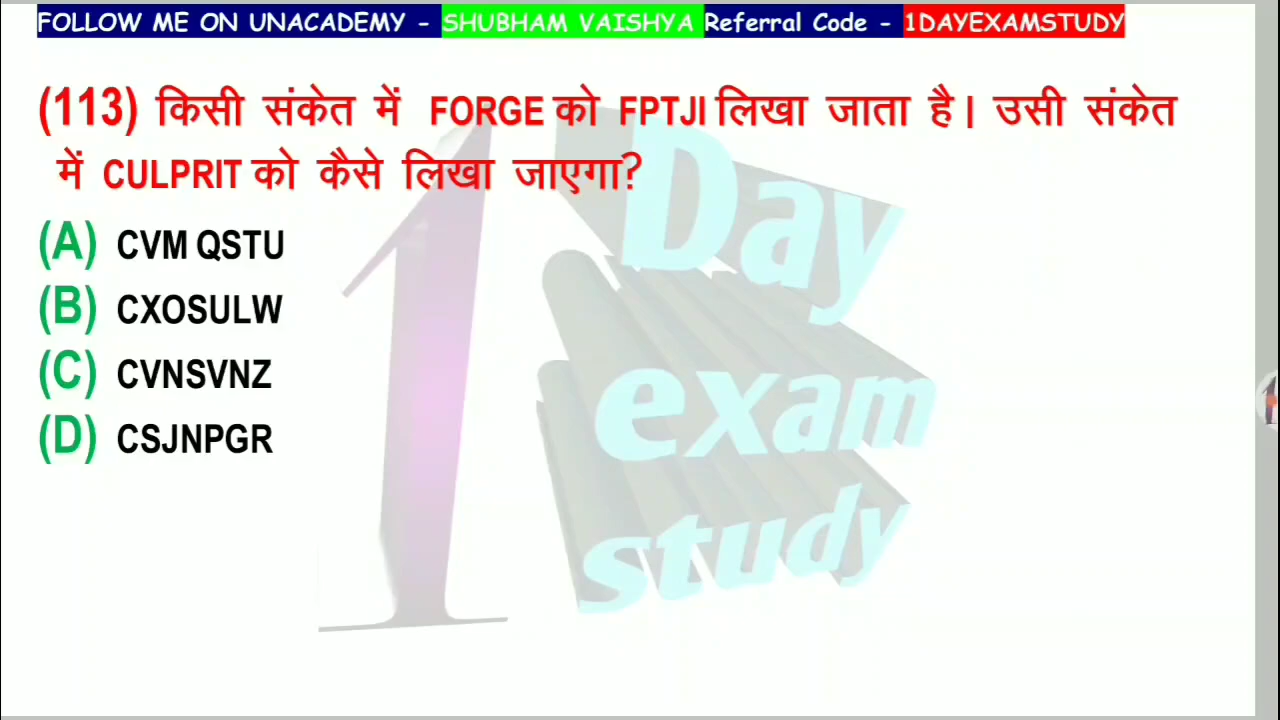 FOLLOW ME ON UNACADEMY - SHUBHAM VAISHYA Referral Code - 1DAYEXAMSTUDY
(113) किसी संकेत में FORGE को FPTJI लिखा जाता है। उसी संकेत
में CULPRIT को कैसे लिखा जाएगा?
(A) CVM QSTU
(B) CXOSULW
(C) CVNSVNZ
(D) CSJNPGR
1 Day
exam
study